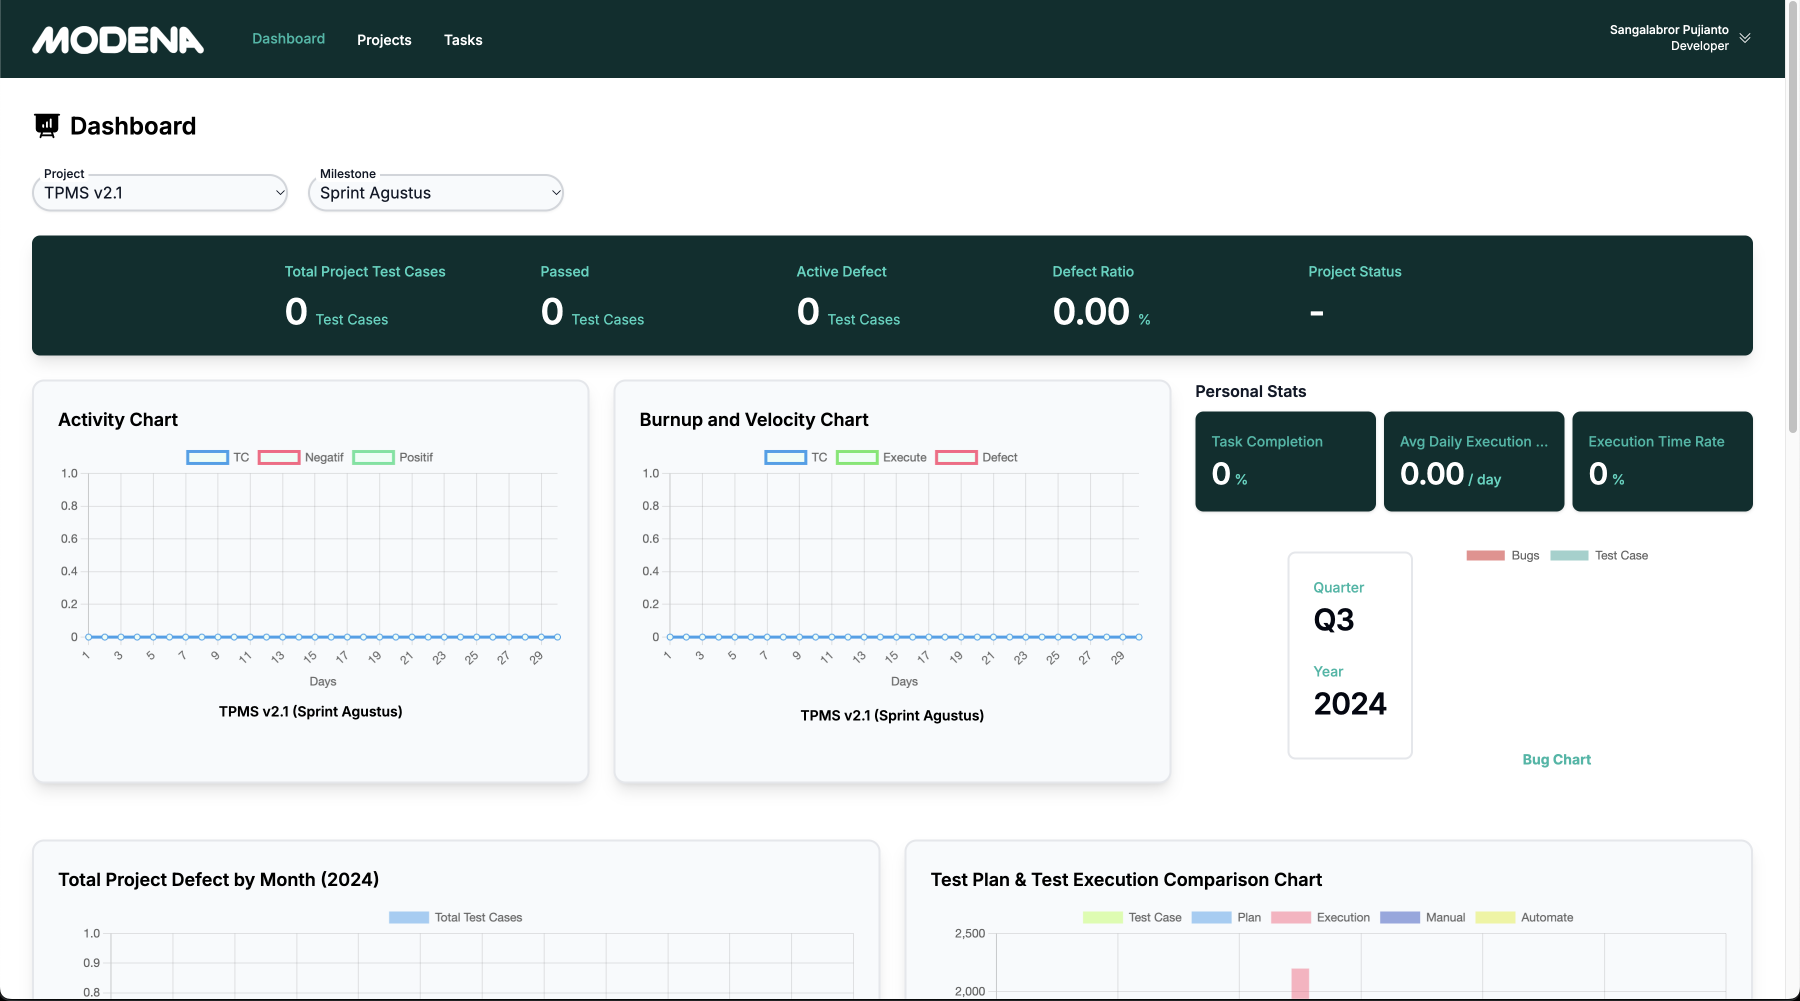 MODENA
Dashboard
Projects
Tasks
Sangalabror Pujianto
Developer
Dashboard
Project
TPMS v2.1
Milestone
Sprint Agustus
Total Project Test Cases
0 Test Cases
Passed
0 Test Cases
Active Defect
0 Test Cases
Defect Ratio
0.00 %
Project Status
-
Activity Chart
TC Negatif Positif
1.0
0.8
0.6
0.4
0.2
0
1 3 5 7 9 11 13 15 17 19 21 23 25 27 29
Days
TPMS v2.1 (Sprint Agustus)
Burnup and Velocity Chart
TC Execute Defect
1.0
0.8
0.6
0.4
0.2
0
1 3 5 7 9 11 13 15 17 19 21 23 25 27 29
Days
TPMS v2.1 (Sprint Agustus)
Personal Stats
Task Completion
0 %
Avg Daily Execution ...
0.00 / day
Execution Time Rate
0 %
Quarter
Q3
Year
2024
Bugs Test Case
Bug Chart
Total Project Defect by Month (2024)
Total Test Cases
1.0
0.9
0.8
Test Plan & Test Execution Comparison Chart
Test Case Plan Execution Manual Automate
2,500
2,000